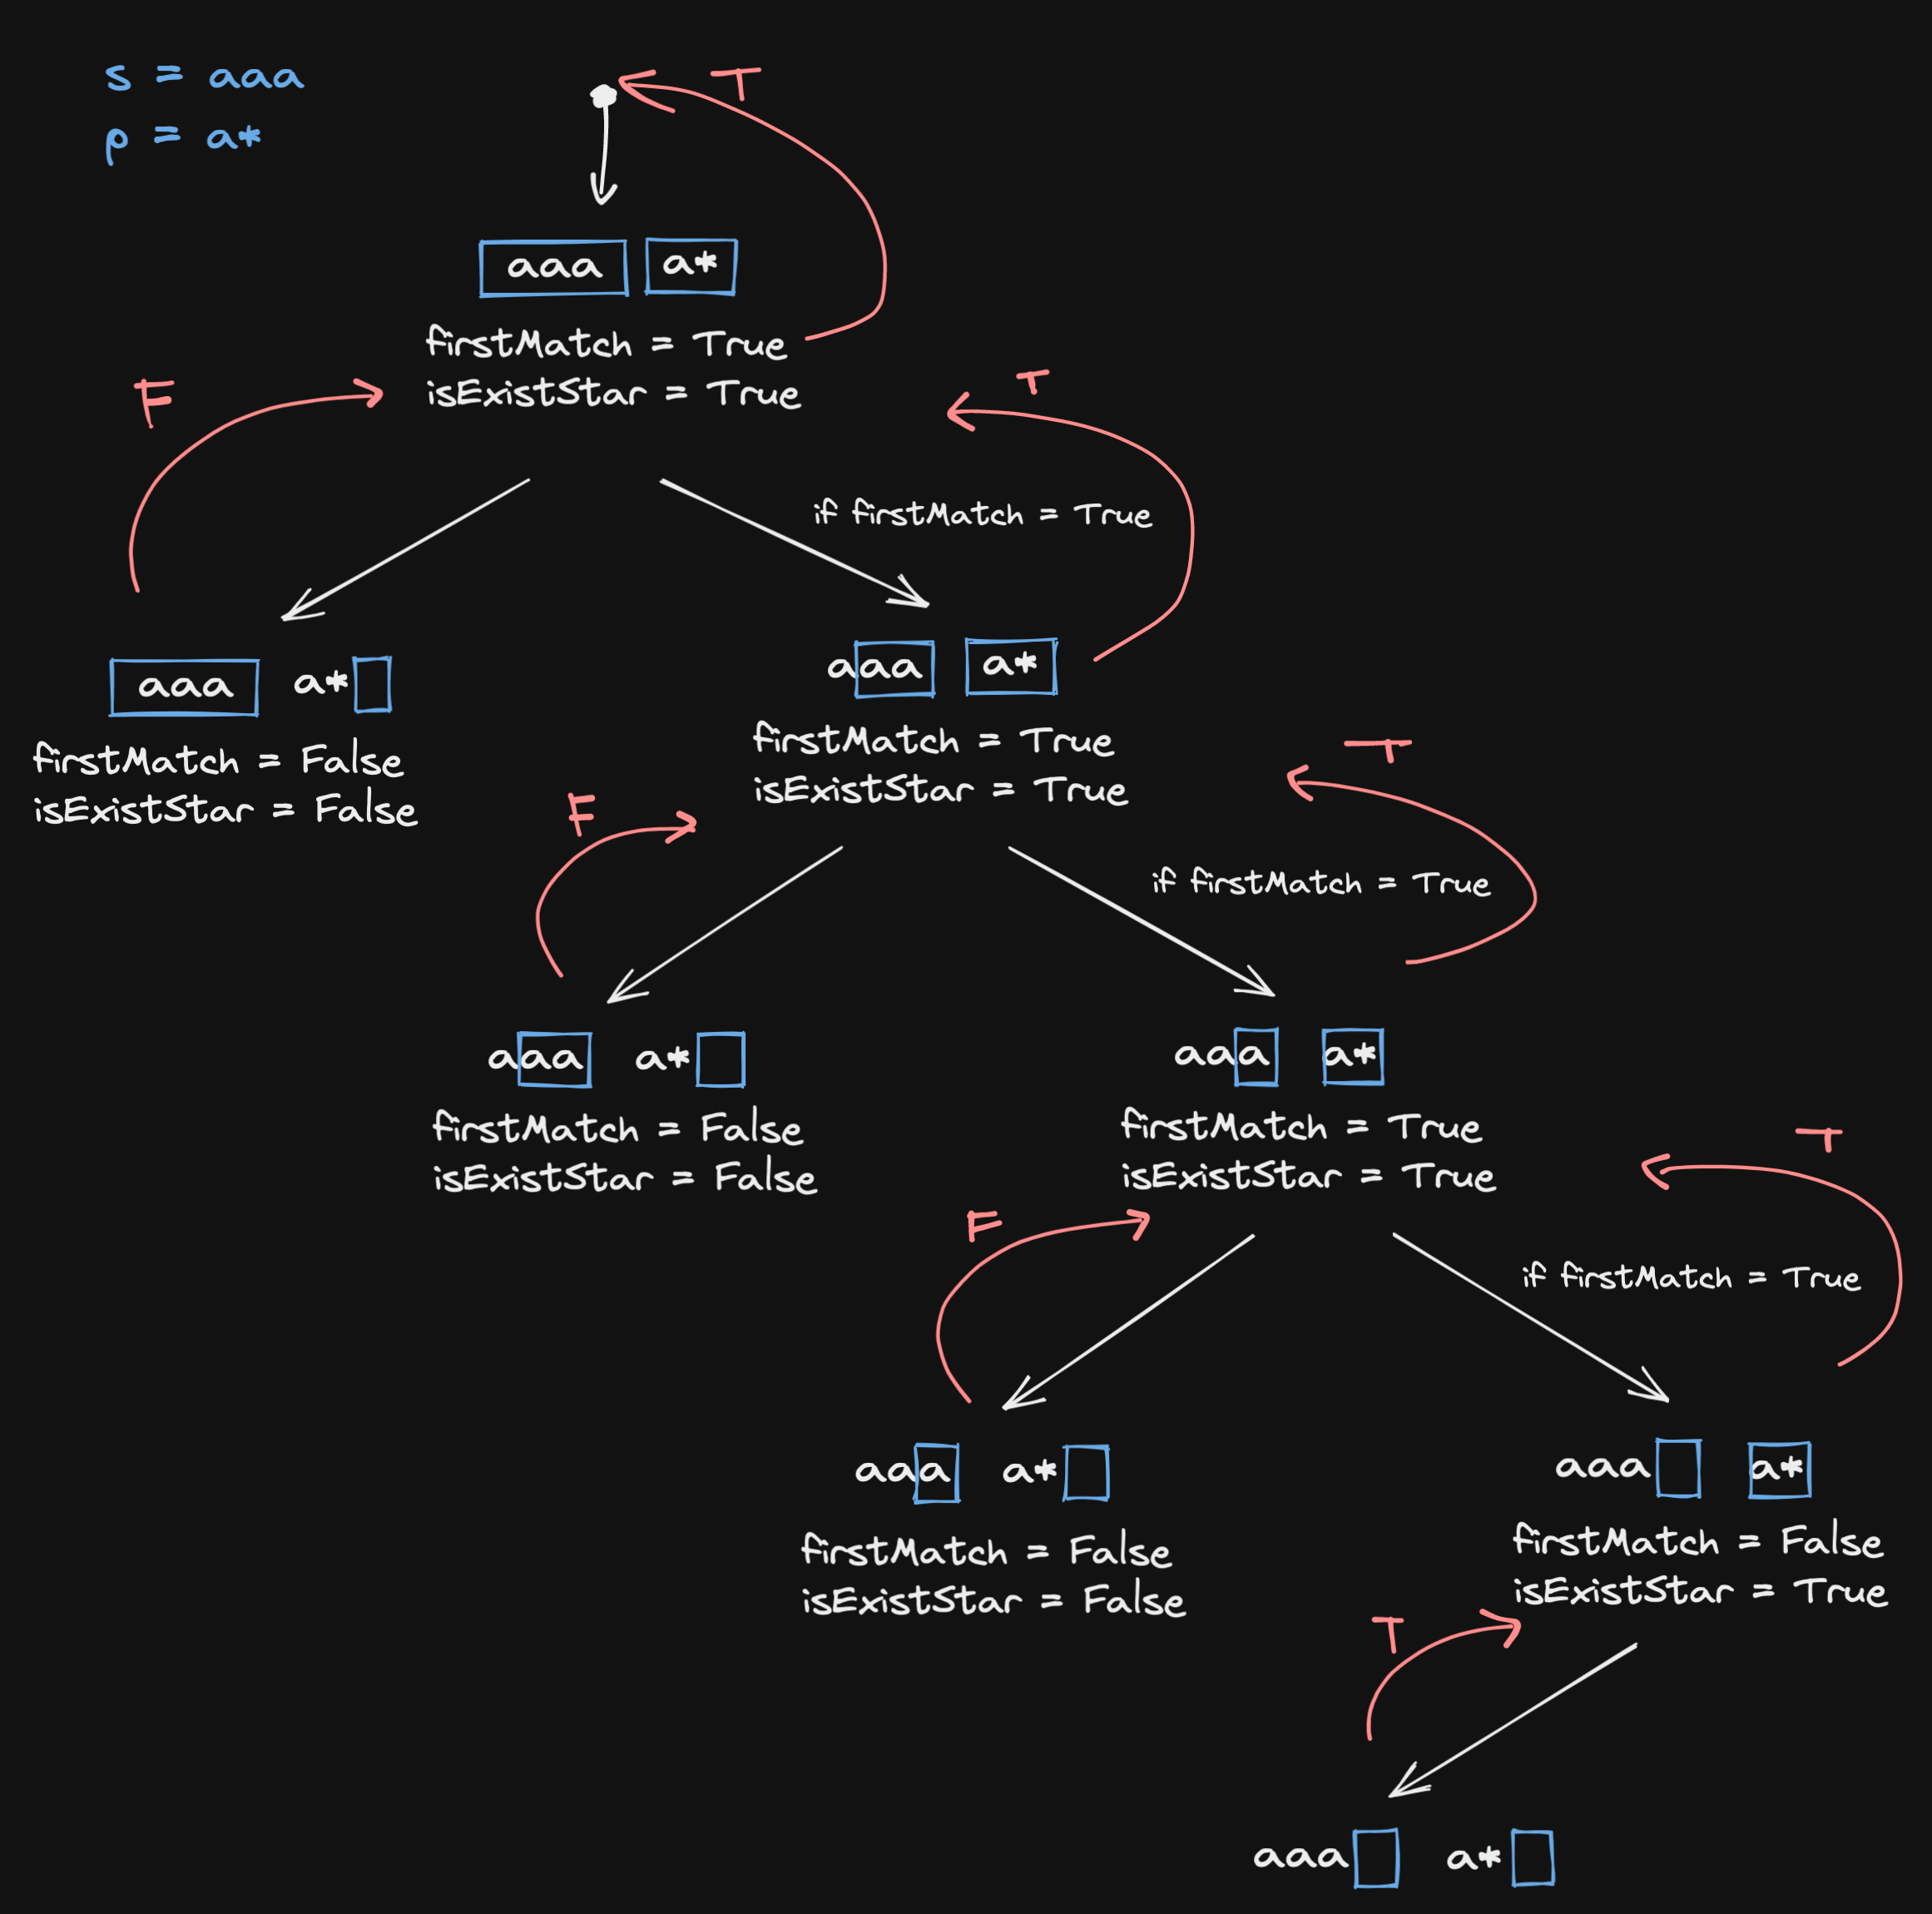 s = aaa
p = a*
T
aaa a*
firstMatch = True
isExistStar = True
F
T
if firstMatch = True
aaa a*
firstMatch = False
isExistStar = False
aaa a*
firstMatch = True
isExistStar = True
F
T
if firstMatch = True
aaa a*
firstMatch = False
isExistStar = False
aaa a*
firstMatch = True
isExistStar = True
F
T
if firstMatch = True
aaa a*
firstMatch = False
isExistStar = False
aaa a*
firstMatch = False
isExistStar = True
T
aaa a*